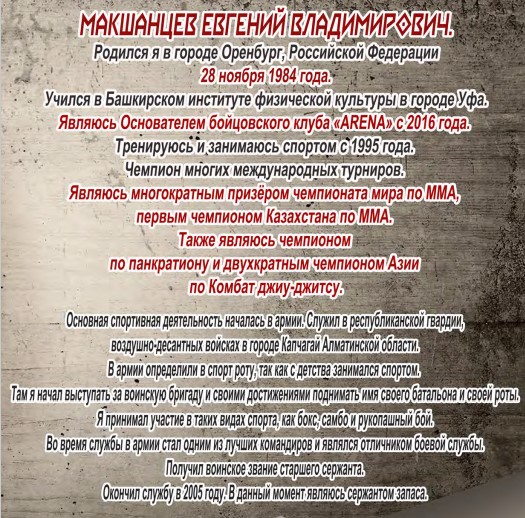 МАКШАНЦЕВ ЕВГЕНИЙ ВЛАДИМИРОВИЧ.
Родился я в городе Оренбург, Российской Федерации
28 ноября 1984 года.
Учился в Башкирском институте физической культуры в городе Уфа.
Являюсь Основателем бойцовского клуба «ARENA» с 2016 года.
Тренируюсь и занимаюсь спортом с 1995 года.
Чемпион многих международных турниров.
Являюсь многократным призёром чемпионата мира по ММА,
первым чемпионом Казахстана по ММА.
Также являюсь чемпионом
по панкратиону и двухкратным чемпионом Азии
по Комбат джиу-джитсу.
Основная спортивная деятельность началась в армии. Служил в республиканской гвардии,
воздушно-десантных войсках в городе Капчагай Алматинской области.
В армии определили в спорт роту, так как с детства занимался спортом.
Там я начал выступать за воинскую бригаду и своими достижениями поднимать имя своего батальона и своей роты.
Я принимал участие в таких видах спорта, как бокс, самбо и рукопашный бой.
Во время службы в армии стал одним из лучших командиров и являлся отличником боевой службы.
Получил воинское звание старшего сержанта.
Окончил службу в 2005 году. В данный момент являюсь сержантом запаса.